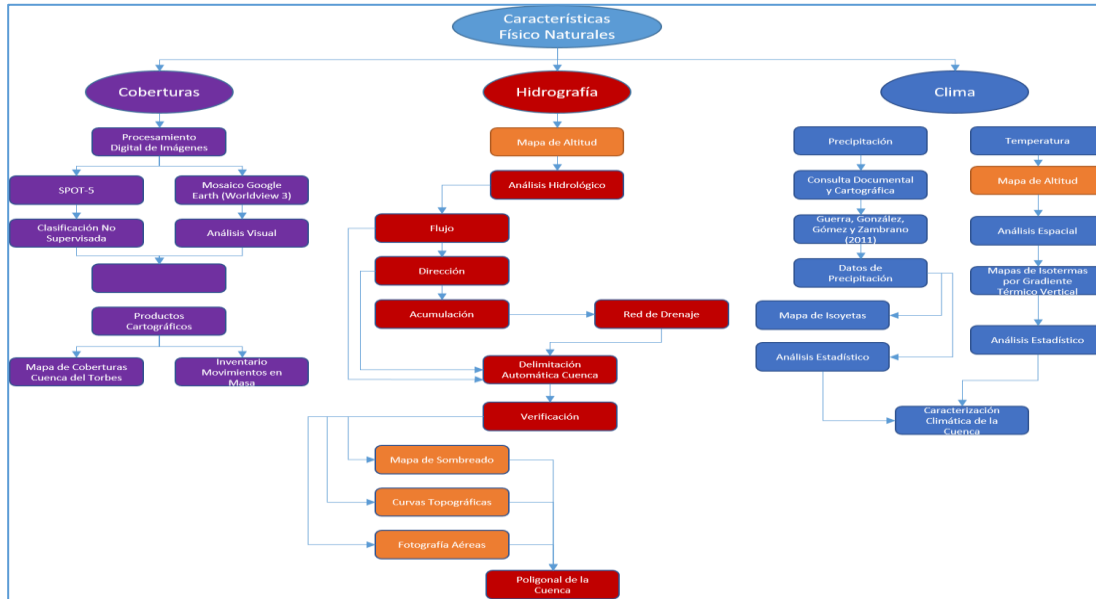 Características
Físico Naturales
Coberturas
Procesamiento
Digital de Imágenes
SPOT-5
Mosaico Google
Earth (Worldview 3)
Clasificación No
Supervisada
Análisis Visual
Productos
Cartográficos
Mapa de Coberturas
Cuenca del Torbes
Inventario
Movimientos en
Masa
Hidrografía
Mapa de Altitud
Análisis Hidrológico
Flujo
Dirección
Acumulación
Red de Drenaje
Delimitación
Automática Cuenca
Verificación
Mapa de Sombreado
Curvas Topográficas
Fotografía Aéreas
Poligonal de la
Cuenca
Clima
Precipitación
Consulta Documental
y Cartográfica
Guerra, González,
Gómez y Zambrano
(2011)
Datos de
Precipitación
Mapa de Isoyetas
Análisis Estadístico
Temperatura
Mapa de Altitud
Análisis Espacial
Mapas de Isotermas
por Gradiente
Térmico Vertical
Análisis Estadístico
Caracterización
Climática de la
Cuenca